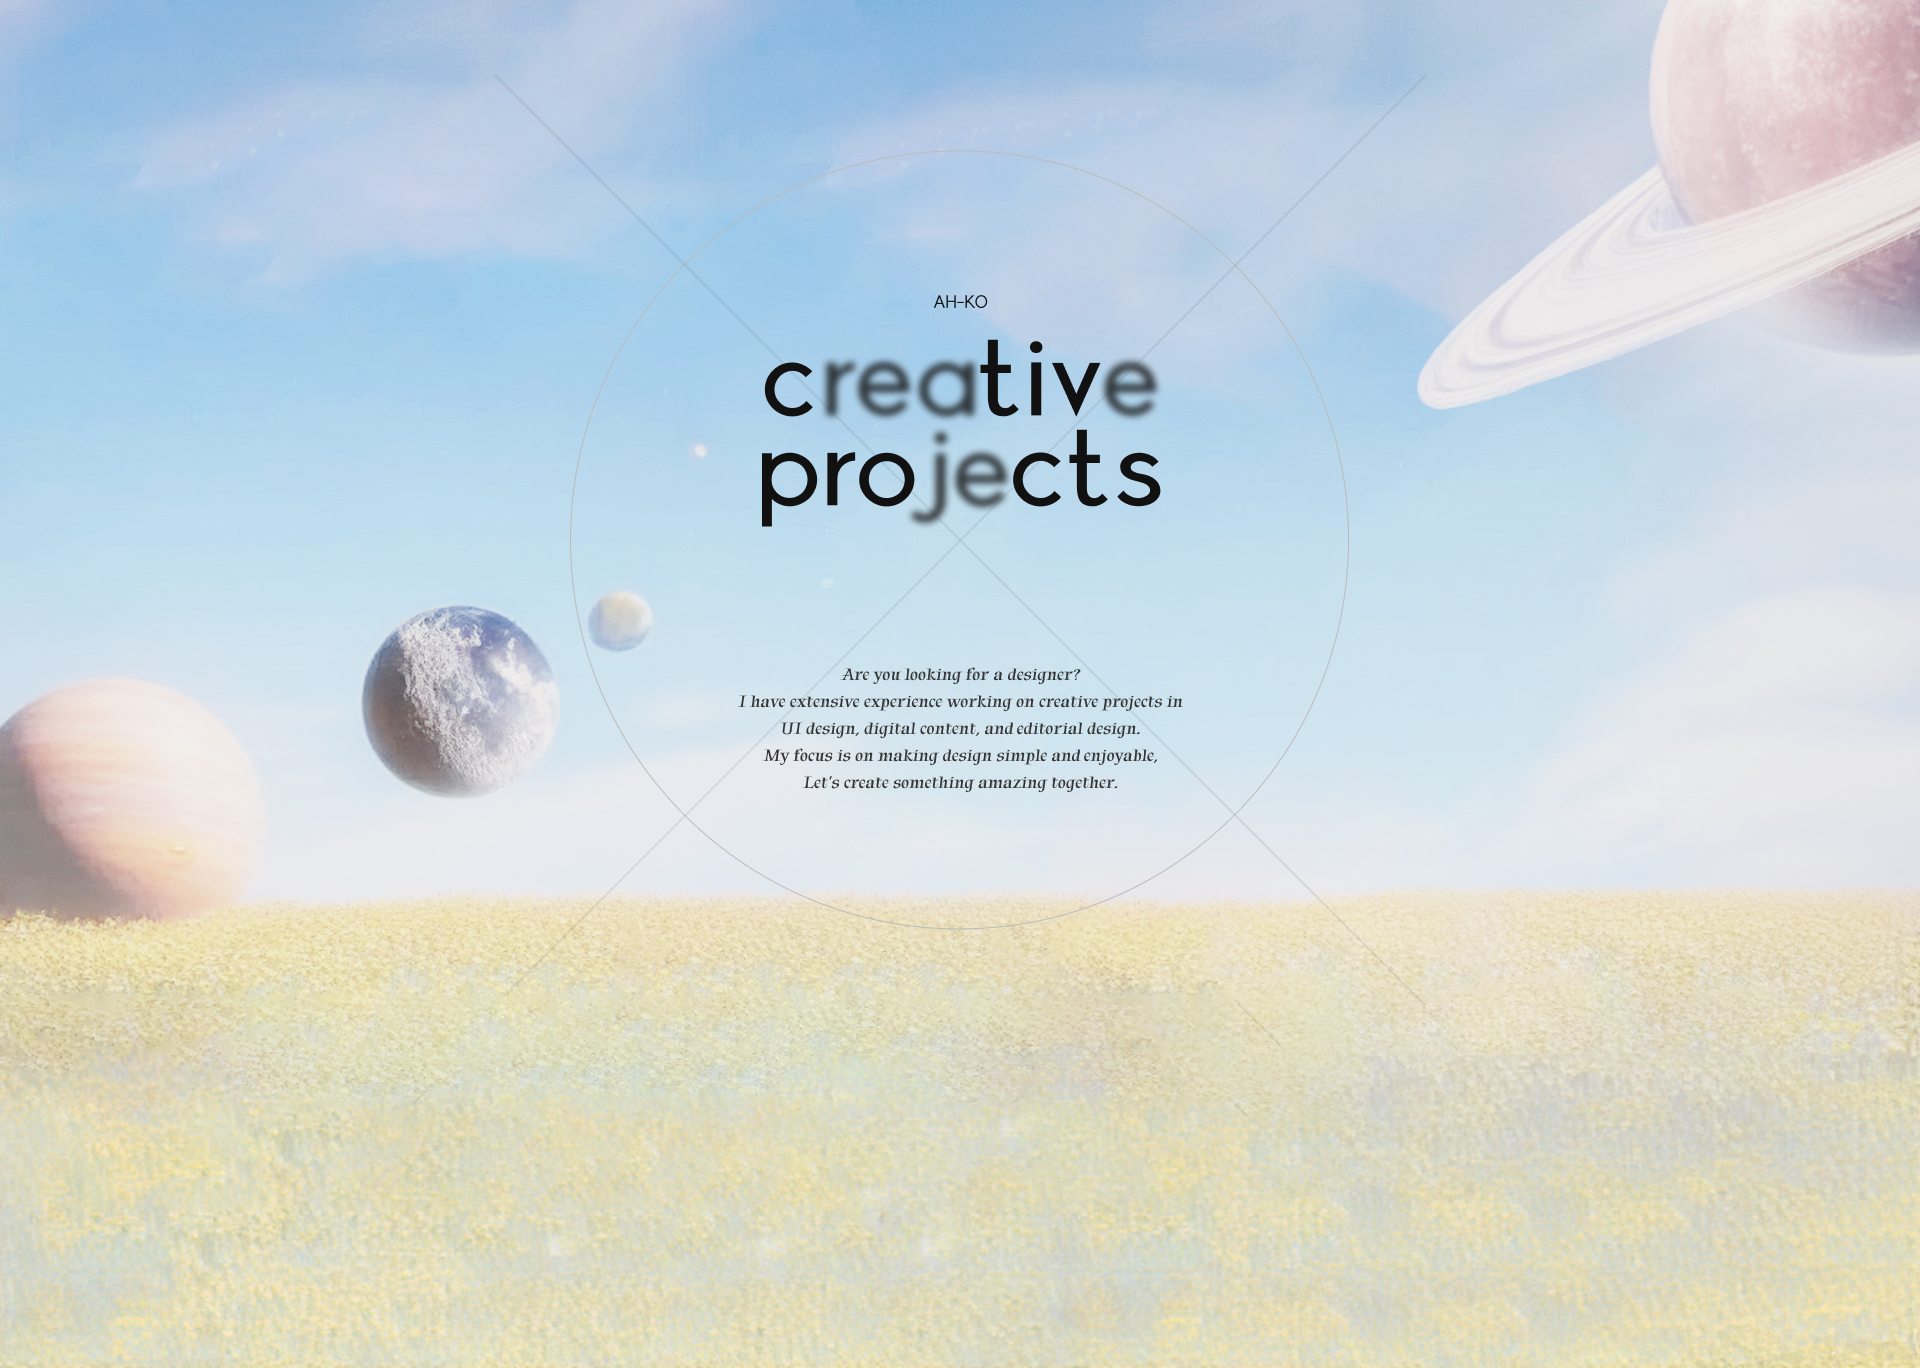 AH-KO
creative
projects
Are you looking for a designer?
I have extensive experience working on creative projects in
UI design, digital content, and editorial design.
My focus is on making design simple and enjoyable,
Let's create something amazing together.